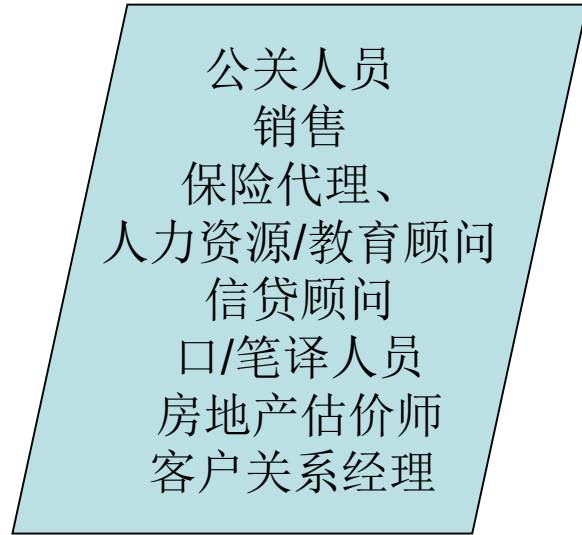 公关人员
销售
保险代理、
人力资源/教育顾问
信贷顾问
口/笔译人员
房地产估价师
客户关系经理